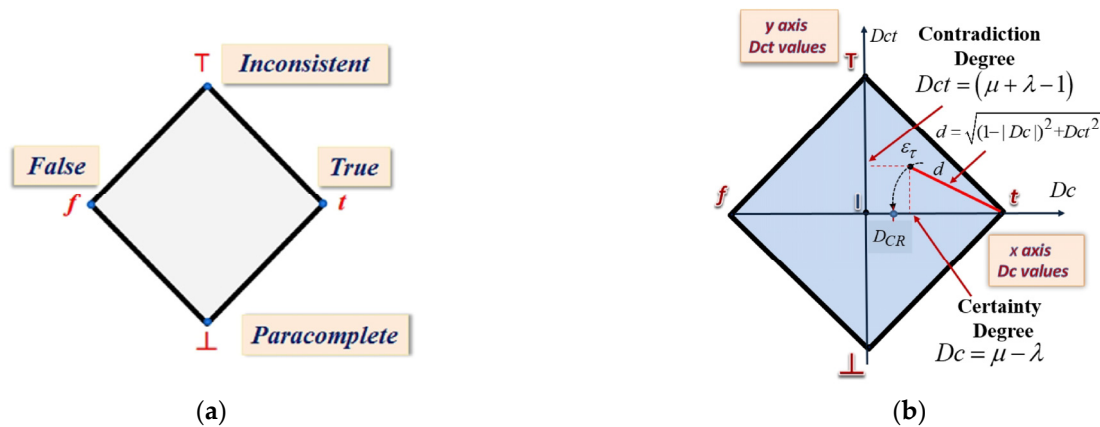 ⊤
Inconsistent
False
True
f
t
⊥
Paracomplete
(a)
y axis
Dct values
Dct
Contradiction
Degree
Dct = (μ + λ −1)
T
d = √(1−| Dc |)² +Dct²
ετ
d
f
I
t
Dc
D_CR
x axis
Dc values
Certainty
Degree
Dc = μ − λ
⊥
(b)